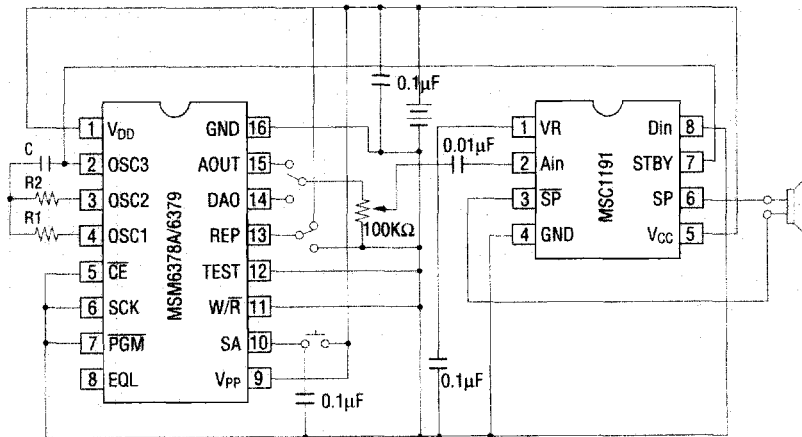 0.1µF
1 VDD GND 16
C 2 OSC3 AOUT 15
R2 3 OSC2 DAO 14
R1 4 OSC1 REP 13
5 CE TEST 12
6 SCK W/R 11
7 PGM SA 10
8 EQL VPP 9
MSM6378A/6379
100KΩ
0.1µF
0.01µF
0.1µF
1 VR Din 8
2 Ain STBY 7
3 SP SP 6
4 GND VCC 5
MSC1191